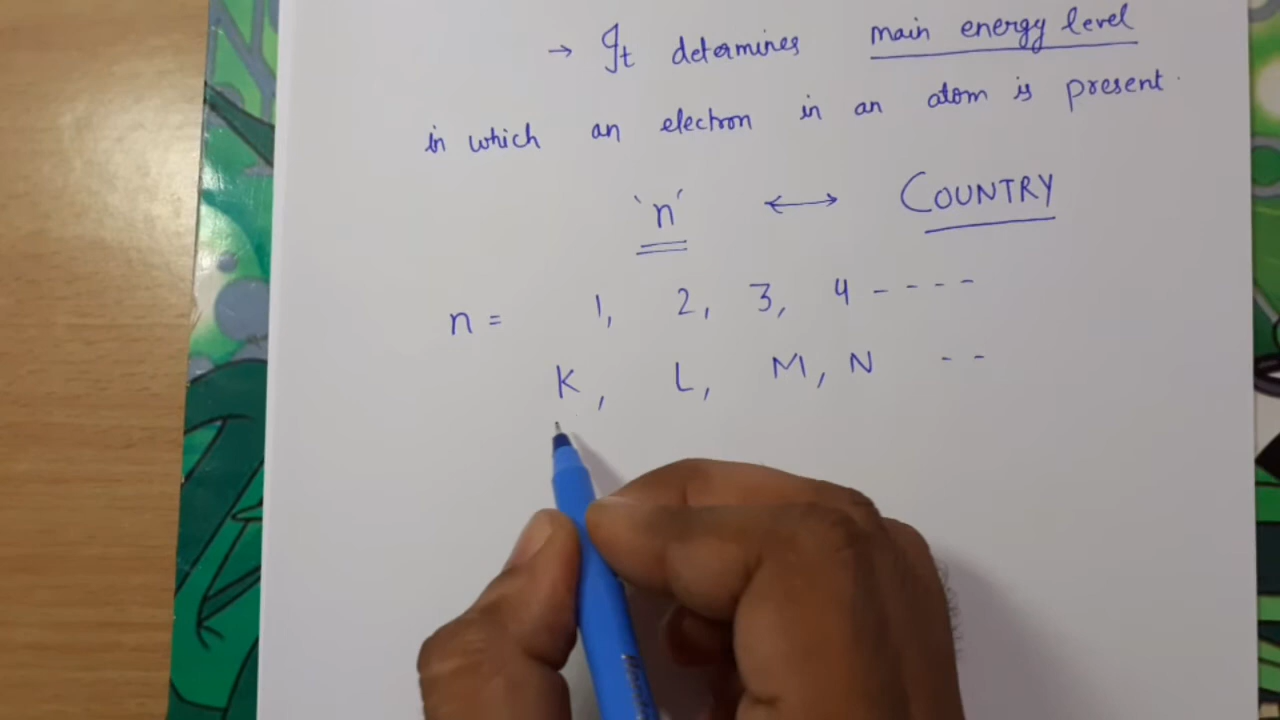 → It determines main energy level
in which an electron in an atom is present.
'n' ↔ COUNTRY
n = 1, 2, 3, 4 ----
K, L, M, N --